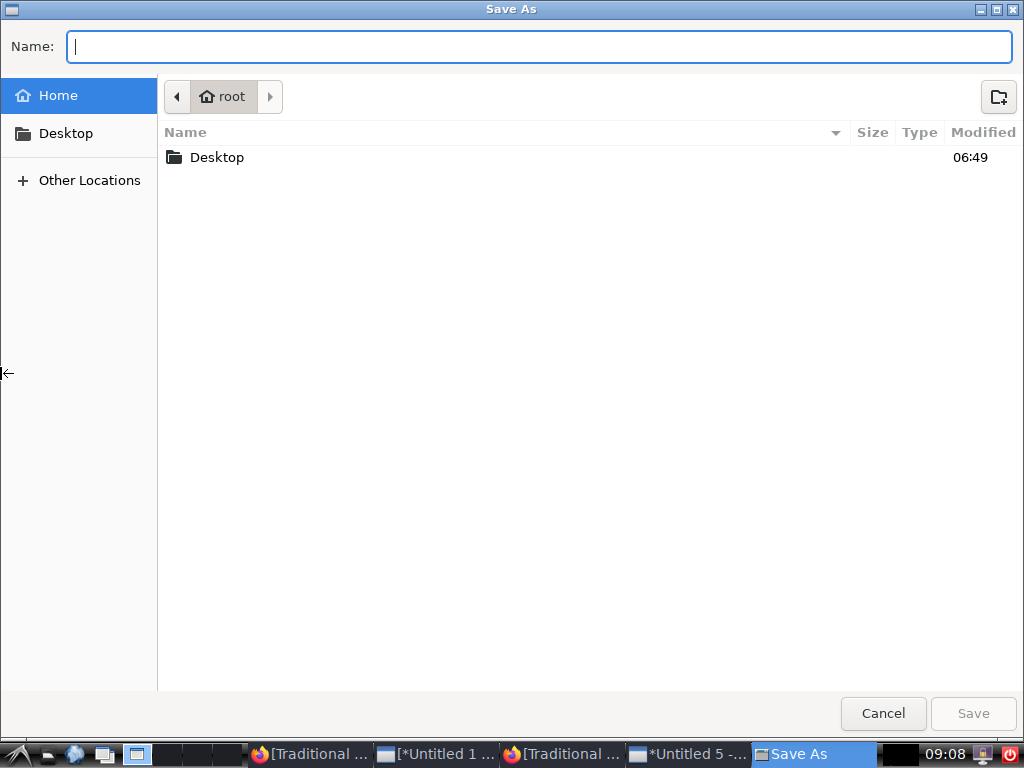 Save As
Name:
Home
root
Desktop
Name Size Type Modified
Desktop 06:49
Other Locations
Cancel Save
[Traditional ... [*Untitled 1 ... [Traditional ... *Untitled 5 -... Save As 09:08